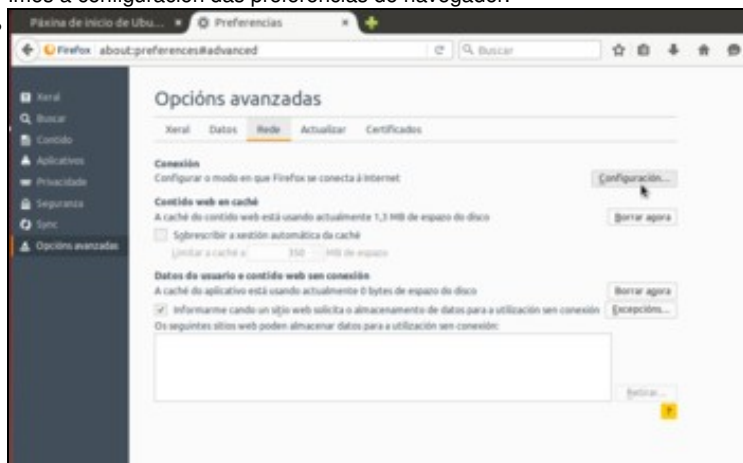 Imos á configuración das preferencias do navegador.
Páxina de inicio de Ubu... Preferencias
Firefox about:preferences#advanced Buscar
Xeral
Buscar
Contido
Aplicativos
Privacidade
Seguranza
Sync
Opcións avanzadas
Opcións avanzadas
Xeral Datos Rede Actualizar Certificados
Conexión
Configurar o modo en que Firefox se conecta á Internet Configuración...
Contido web en caché
A caché do contido web está usando actualmente 1,3 MB de espazo do disco Borrar agora
Sobrescribir a xestión automática da caché
Limitar a caché a 350 MB de espazo
Datos do usuario e contido web sen conexión
A caché do aplicativo está usando actualmente 0 bytes de espazo do disco Borrar agora
Informarme cando un sitio web solicita o almacenamento de datos para a utilización sen conexión Excepcións...
Os seguintes sitios web poden almacenar datos para a utilización sen conexión:
Retirar...
?